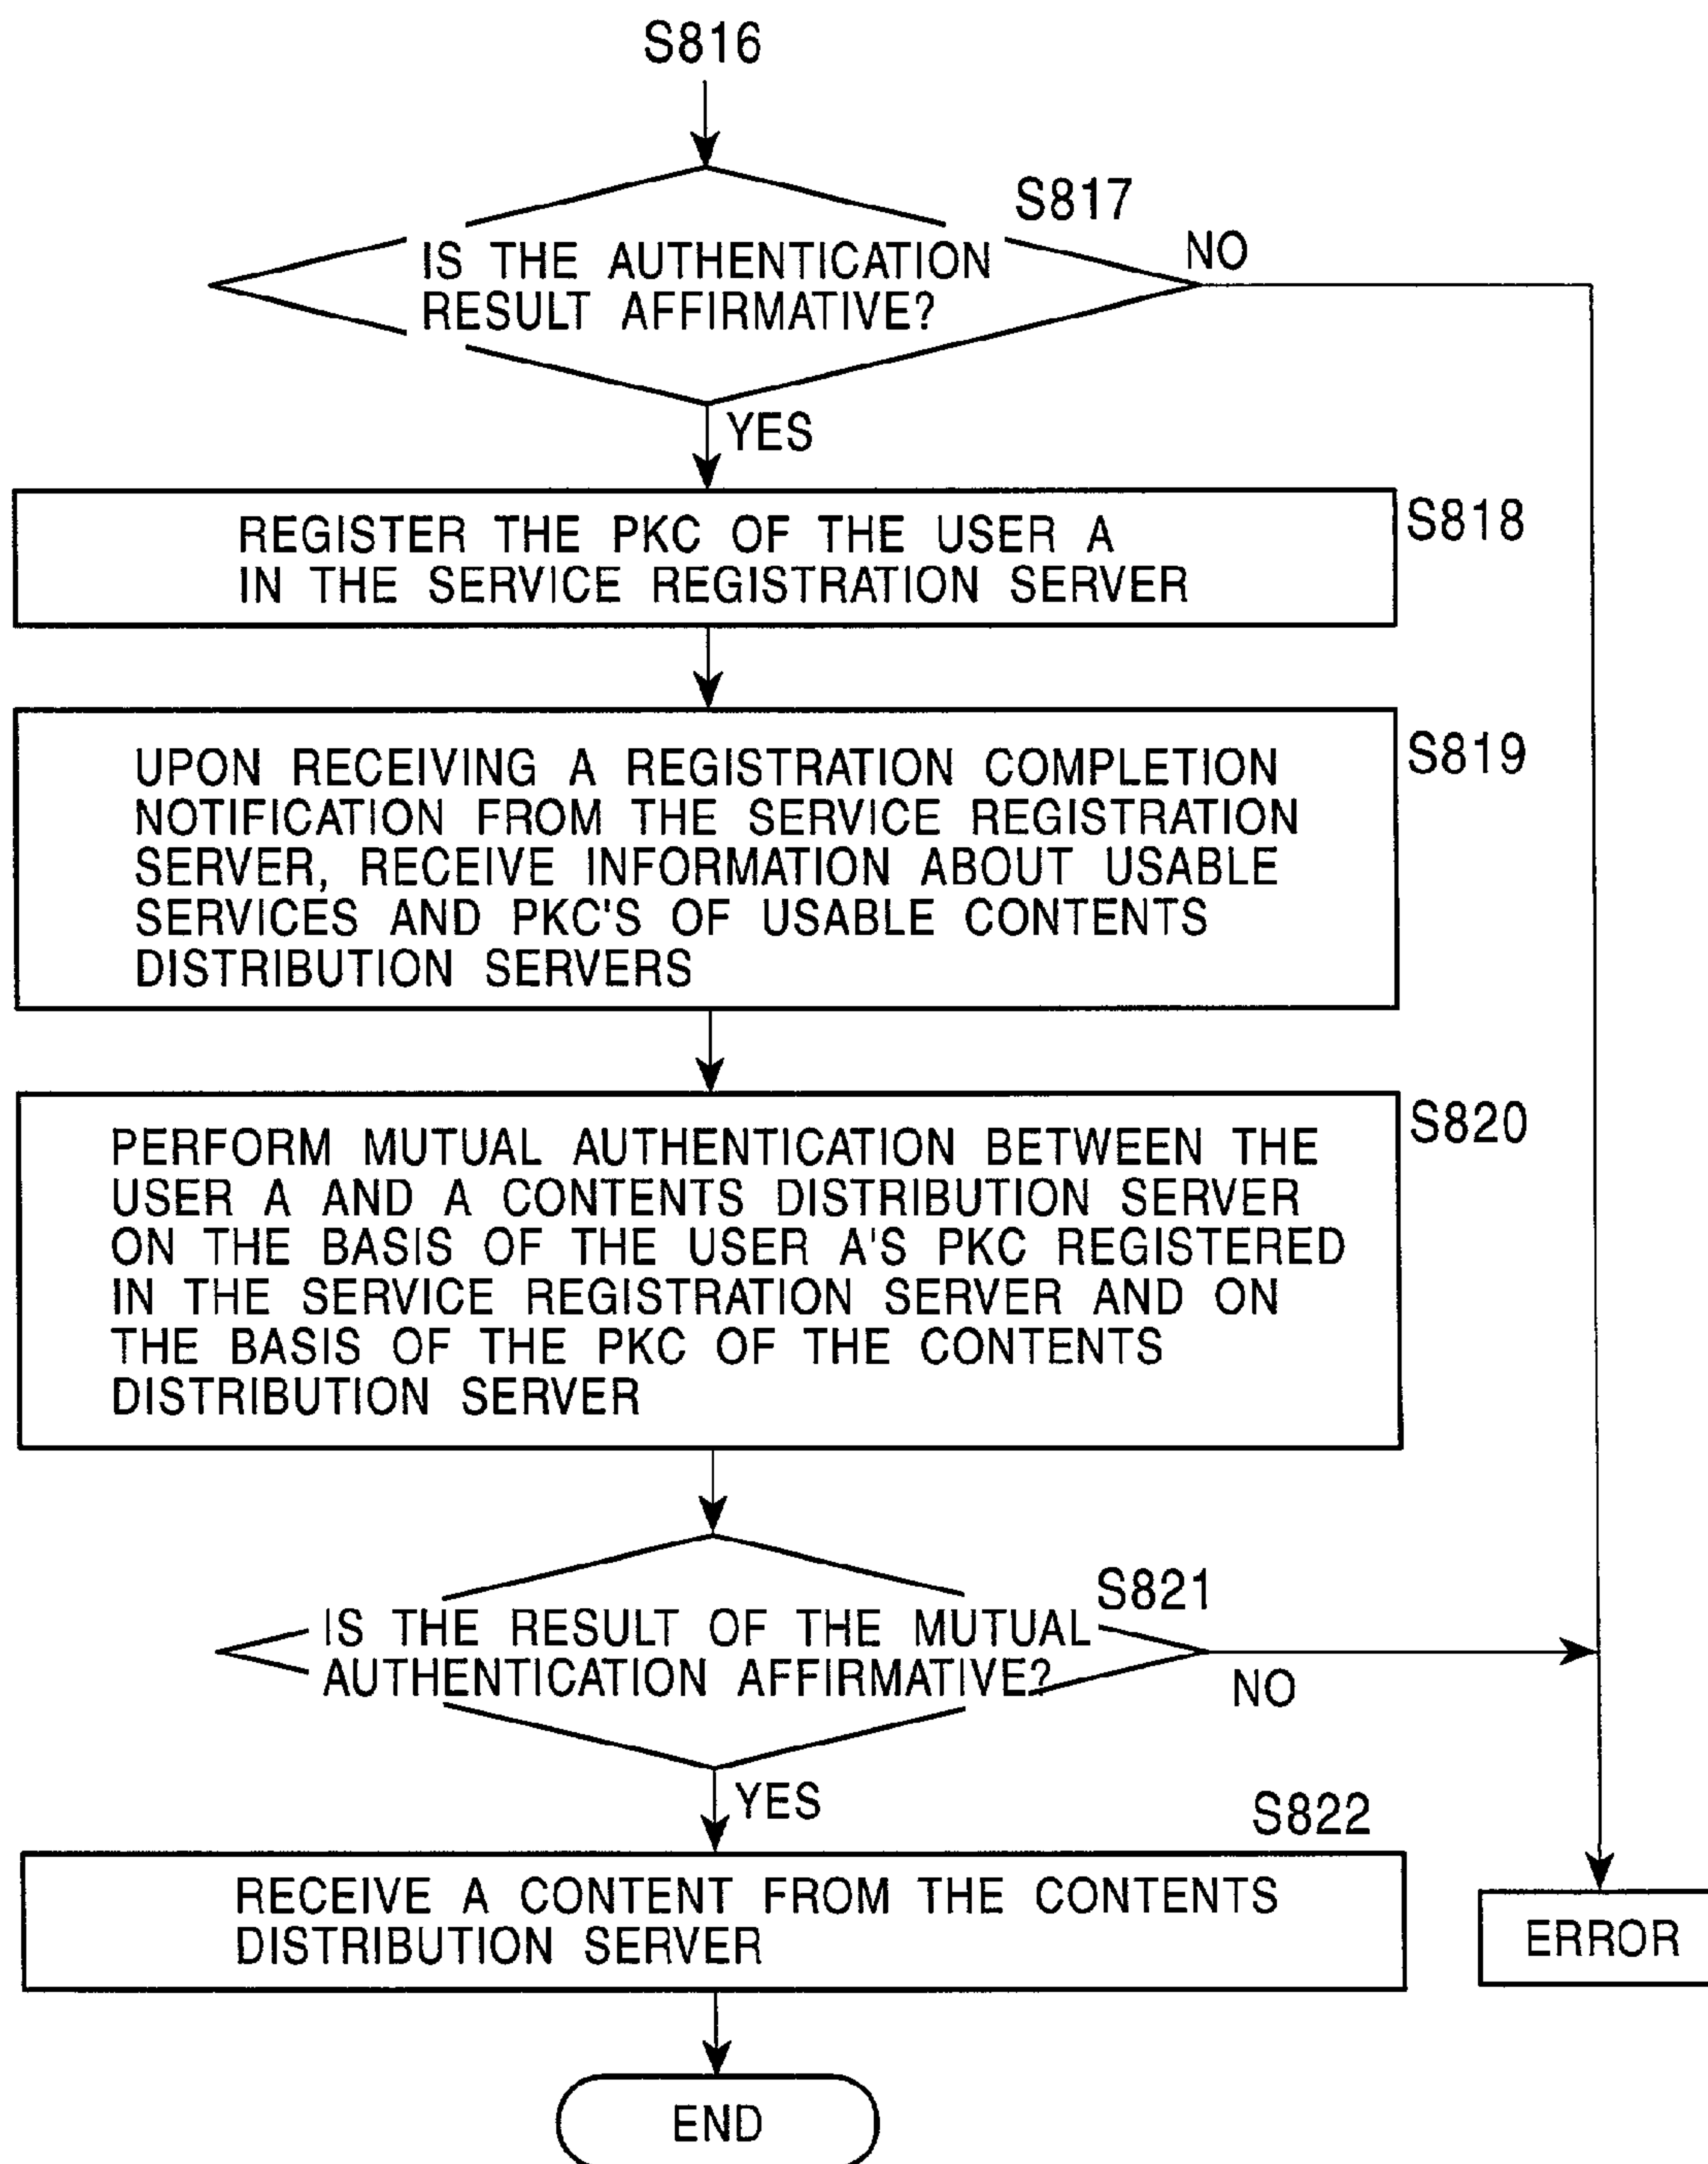 S816
S817
IS THE AUTHENTICATION
RESULT AFFIRMATIVE?
NO
YES
REGISTER THE PKC OF THE USER A
IN THE SERVICE REGISTRATION SERVER
S818
UPON RECEIVING A REGISTRATION COMPLETION
NOTIFICATION FROM THE SERVICE REGISTRATION
SERVER, RECEIVE INFORMATION ABOUT USABLE
SERVICES AND PKC'S OF USABLE CONTENTS
DISTRIBUTION SERVERS
S819
PERFORM MUTUAL AUTHENTICATION BETWEEN THE
USER A AND A CONTENTS DISTRIBUTION SERVER
ON THE BASIS OF THE USER A'S PKC REGISTERED
IN THE SERVICE REGISTRATION SERVER AND ON
THE BASIS OF THE PKC OF THE CONTENTS
DISTRIBUTION SERVER
S820
S821
IS THE RESULT OF THE MUTUAL
AUTHENTICATION AFFIRMATIVE?
NO
YES
S822
RECEIVE A CONTENT FROM THE CONTENTS
DISTRIBUTION SERVER
ERROR
END